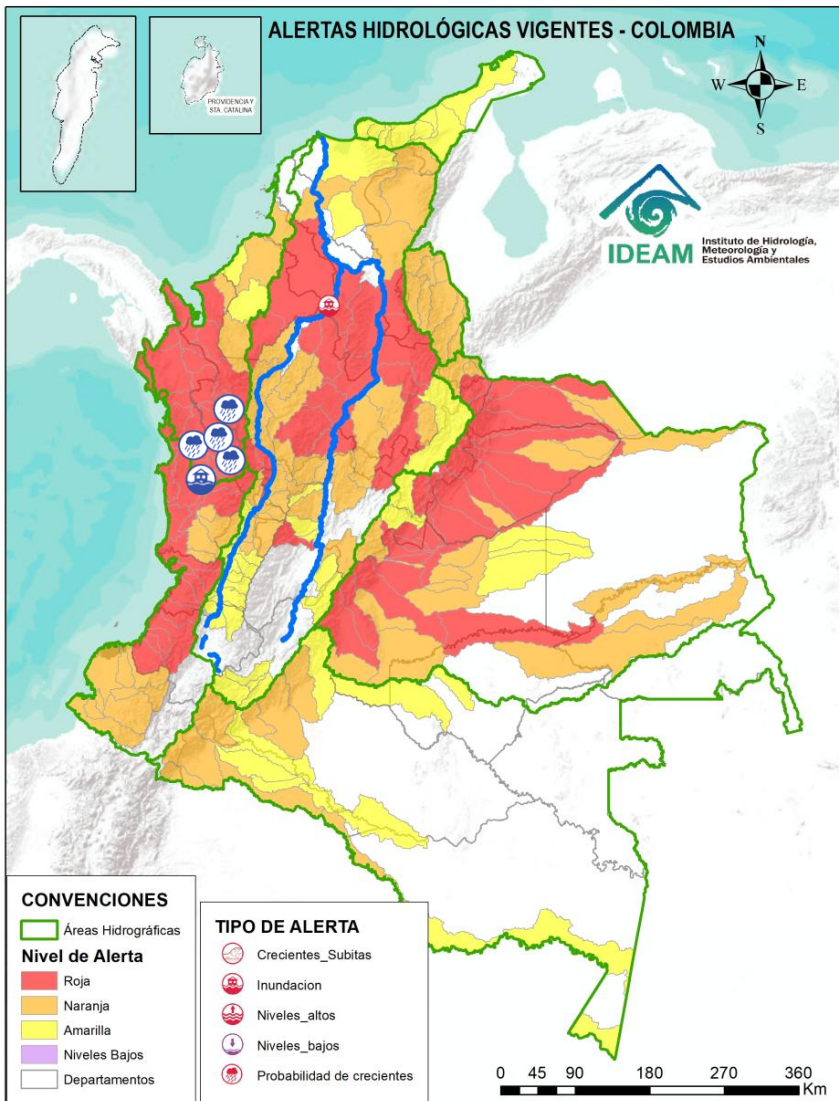 ALERTAS HIDROLÓGICAS VIGENTES - COLOMBIA
PROVIDENCIA Y
STA. CATALINA
N
W
E
S
IDEAM
Instituto de Hidrología,
Meteorología y
Estudios Ambientales
CONVENCIONES
Áreas Hidrográficas
Nivel de Alerta
Roja
Naranja
Amarilla
Niveles Bajos
Departamentos
TIPO DE ALERTA
Crecientes_Subitas
Inundacion
Niveles_altos
Niveles_bajos
Probabilidad de crecientes
0 45 90 180 270 360
Km